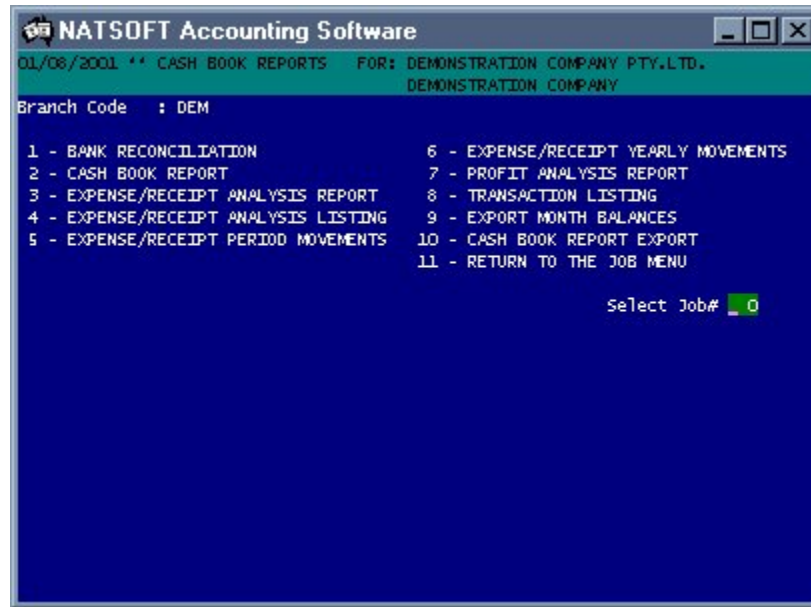 NATSOFT Accounting Software
01/08/2001 ** CASH BOOK REPORTS FOR: DEMONSTRATION COMPANY PTY.LTD.
DEMONSTRATION COMPANY
Branch Code : DEM
1 - BANK RECONCILIATION
2 - CASH BOOK REPORT
3 - EXPENSE/RECEIPT ANALYSIS REPORT
4 - EXPENSE/RECEIPT ANALYSIS LISTING
5 - EXPENSE/RECEIPT PERIOD MOVEMENTS
6 - EXPENSE/RECEIPT YEARLY MOVEMENTS
7 - PROFIT ANALYSIS REPORT
8 - TRANSACTION LISTING
9 - EXPORT MONTH BALANCES
10 - CASH BOOK REPORT EXPORT
11 - RETURN TO THE JOB MENU
Select Job# _ 0